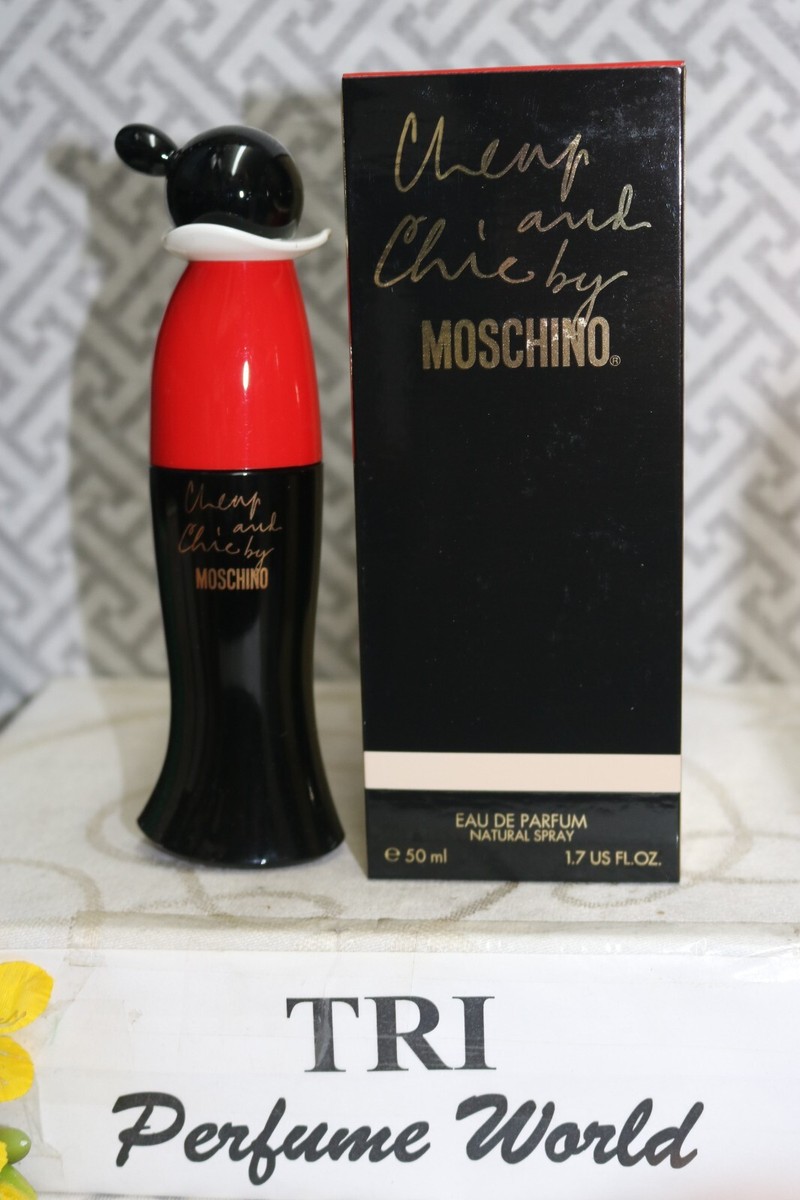 Cheap
and
Chic by
MOSCHINO®
Cheap
and
Chic by
MOSCHINO
EAU DE PARFUM
NATURAL SPRAY
℮ 50 ml 1.7 US FL.OZ.
TRI
Perfume World